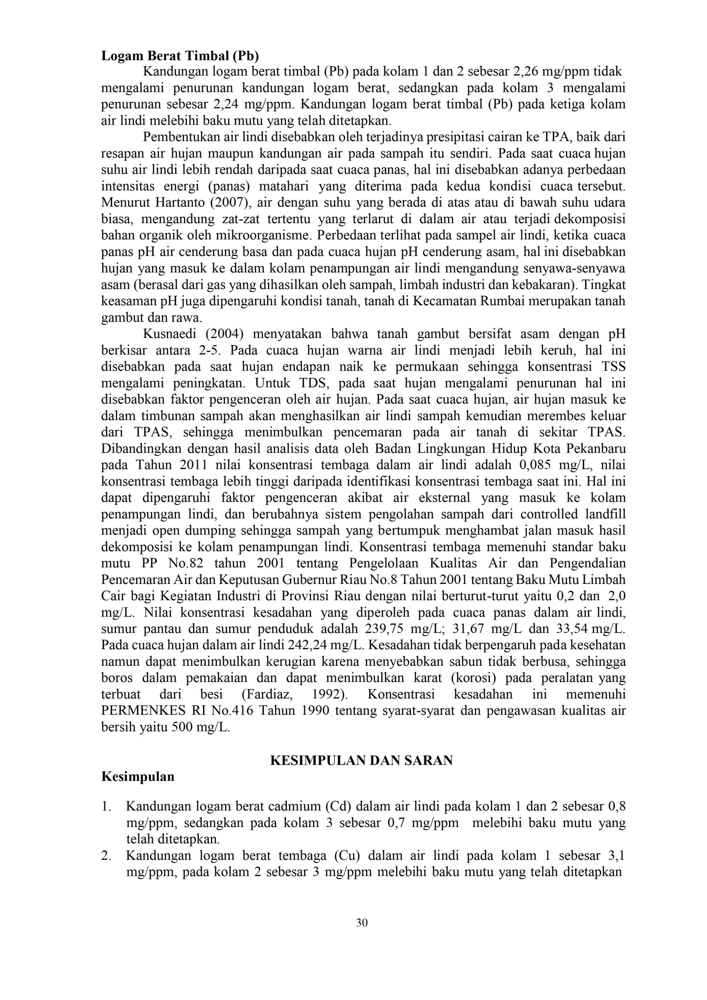 Logam Berat Timbal (Pb)
Kandungan logam berat timbal (Pb) pada kolam 1 dan 2 sebesar 2,26 mg/ppm tidak
mengalami penurunan kandungan logam berat, sedangkan pada kolam 3 mengalami
penurunan sebesar 2,24 mg/ppm. Kandungan logam berat timbal (Pb) pada ketiga kolam
air lindi melebihi baku mutu yang telah ditetapkan.
Pembentukan air lindi disebabkan oleh terjadinya presipitasi cairan ke TPA, baik dari
resapan air hujan maupun kandungan air pada sampah itu sendiri. Pada saat cuaca hujan
suhu air lindi lebih rendah daripada saat cuaca panas, hal ini disebabkan adanya perbedaan
intensitas energi (panas) matahari yang diterima pada kedua kondisi cuaca tersebut.
Menurut Hartanto (2007), air dengan suhu yang berada di atas atau di bawah suhu udara
biasa, mengandung zat-zat tertentu yang terlarut di dalam air atau terjadi dekomposisi
bahan organik oleh mikroorganisme. Perbedaan terlihat pada sampel air lindi, ketika cuaca
panas pH air cenderung basa dan pada cuaca hujan pH cenderung asam, hal ini disebabkan
hujan yang masuk ke dalam kolam penampungan air lindi mengandung senyawa-senyawa
asam (berasal dari gas yang dihasilkan oleh sampah, limbah industri dan kebakaran). Tingkat
keasaman pH juga dipengaruhi kondisi tanah, tanah di Kecamatan Rumbai merupakan tanah
gambut dan rawa.
Kusnaedi (2004) menyatakan bahwa tanah gambut bersifat asam dengan pH
berkisar antara 2-5. Pada cuaca hujan warna air lindi menjadi lebih keruh, hal ini
disebabkan pada saat hujan endapan naik ke permukaan sehingga konsentrasi TSS
mengalami peningkatan. Untuk TDS, pada saat hujan mengalami penurunan hal ini
disebabkan faktor pengenceran oleh air hujan. Pada saat cuaca hujan, air hujan masuk ke
dalam timbunan sampah akan menghasilkan air lindi sampah kemudian merembes keluar
dari TPAS, sehingga menimbulkan pencemaran pada air tanah di sekitar TPAS.
Dibandingkan dengan hasil analisis data oleh Badan Lingkungan Hidup Kota Pekanbaru
pada Tahun 2011 nilai konsentrasi tembaga dalam air lindi adalah 0,085 mg/L, nilai
konsentrasi tembaga lebih tinggi daripada identifikasi konsentrasi tembaga saat ini. Hal ini
dapat dipengaruhi faktor pengenceran akibat air eksternal yang masuk ke kolam
penampungan lindi, dan berubahnya sistem pengolahan sampah dari controlled landfill
menjadi open dumping sehingga sampah yang bertumpuk menghambat jalan masuk hasil
dekomposisi ke kolam penampungan lindi. Konsentrasi tembaga memenuhi standar baku
mutu PP No.82 tahun 2001 tentang Pengelolaan Kualitas Air dan Pengendalian
Pencemaran Air dan Keputusan Gubernur Riau No.8 Tahun 2001 tentang Baku Mutu Limbah
Cair bagi Kegiatan Industri di Provinsi Riau dengan nilai berturut-turut yaitu 0,2 dan 2,0
mg/L. Nilai konsentrasi kesadahan yang diperoleh pada cuaca panas dalam air lindi,
sumur pantau dan sumur penduduk adalah 239,75 mg/L; 31,67 mg/L dan 33,54 mg/L.
Pada cuaca hujan dalam air lindi 242,24 mg/L. Kesadahan tidak berpengaruh pada kesehatan
namun dapat menimbulkan kerugian karena menyebabkan sabun tidak berbusa, sehingga
boros dalam pemakaian dan dapat menimbulkan karat (korosi) pada peralatan yang
terbuat dari besi (Fardiaz, 1992). Konsentrasi kesadahan ini memenuhi
PERMENKES RI No.416 Tahun 1990 tentang syarat-syarat dan pengawasan kualitas air
bersih yaitu 500 mg/L.
KESIMPULAN DAN SARAN
Kesimpulan
1. Kandungan logam berat cadmium (Cd) dalam air lindi pada kolam 1 dan 2 sebesar 0,8
mg/ppm, sedangkan pada kolam 3 sebesar 0,7 mg/ppm melebihi baku mutu yang
telah ditetapkan.
2. Kandungan logam berat tembaga (Cu) dalam air lindi pada kolam 1 sebesar 3,1
mg/ppm, pada kolam 2 sebesar 3 mg/ppm melebihi baku mutu yang telah ditetapkan
30